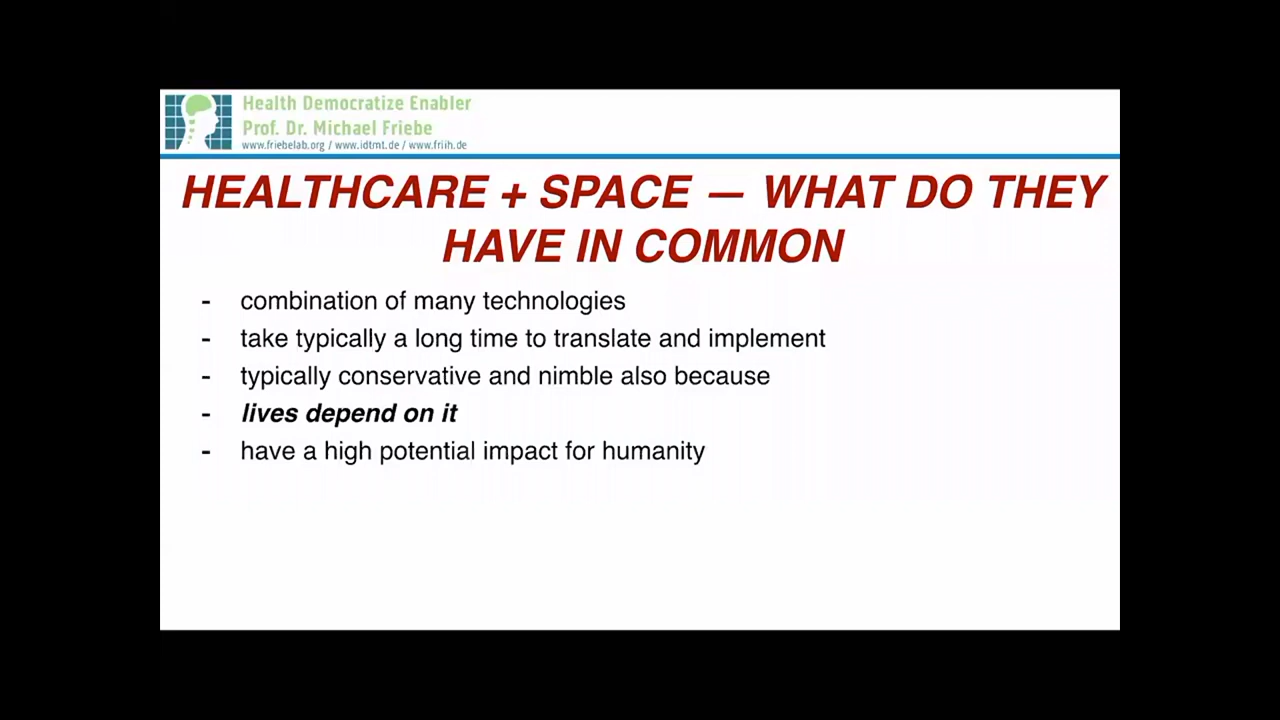 Health Democratize Enabler
Prof. Dr. Michael Friebe
www.friebelab.org / www.idtmt.de / www.friih.de
HEALTHCARE + SPACE — WHAT DO THEY
HAVE IN COMMON
- combination of many technologies
- take typically a long time to translate and implement
- typically conservative and nimble also because
- lives depend on it
- have a high potential impact for humanity